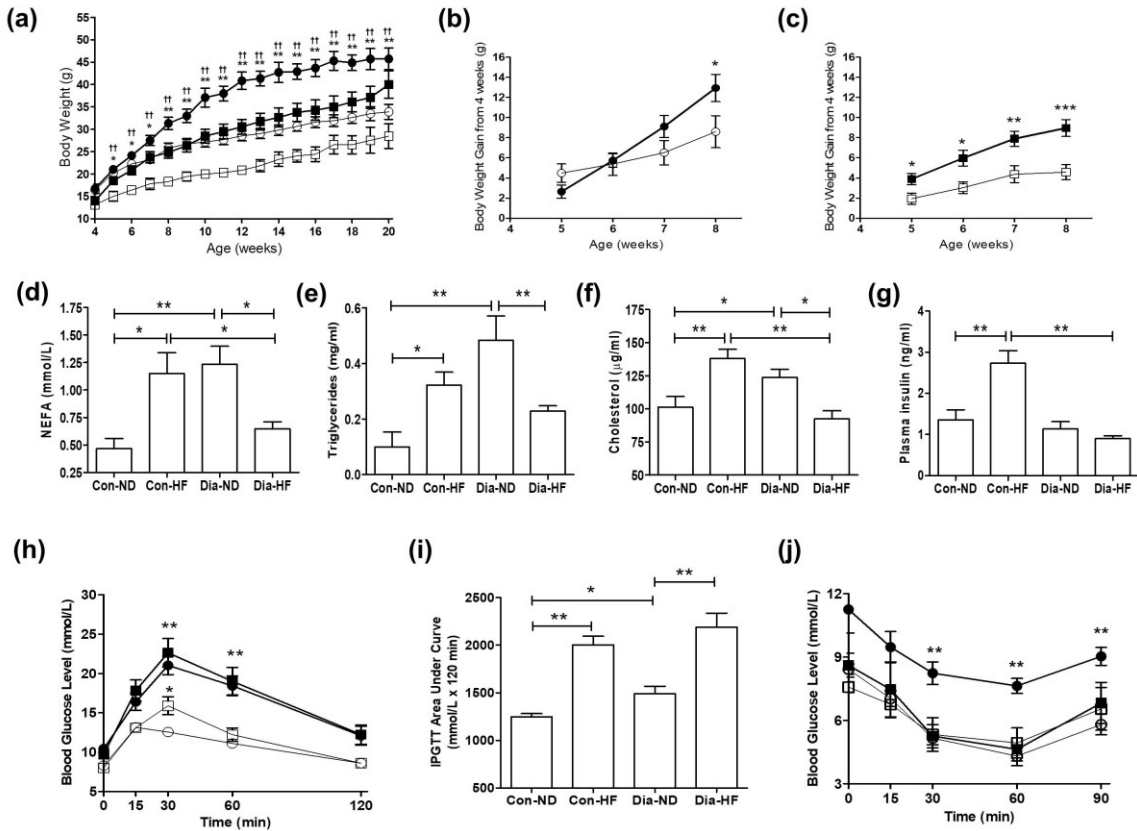 (a)
Body Weight (g)
55
50
45
40
35
30
25
20
15
10
†† †† †† †† †† †† †† †† †† †† †† †† †† †† †† ††
* * * ** ** ** ** ** ** ** ** ** ** ** ** **
4 6 8 10 12 14 16 18 20
Age (weeks)
(b)
Body Weight Gain from 4 weeks (g)
16
14
12
10
8
6
4
2
0
*
4 5 6 7 8
Age (weeks)
(c)
Body Weight Gain from 4 weeks (g)
16
14
12
10
8
6
4
2
0
* * ** ***
4 5 6 7 8
Age (weeks)
(d)
NEFA (mmol/L)
1.75
1.50
1.25
1.00
0.75
0.50
0.25
** *
* *
Con-ND Con-HF Dia-ND Dia-HF
(e)
Triglycerides (mg/ml)
0.6
0.4
0.2
0.0
** **
*
Con-ND Con-HF Dia-ND Dia-HF
(f)
Cholesterol (µg/ml)
175
150
125
100
75
50
* *
** **
Con-ND Con-HF Dia-ND Dia-HF
(g)
Plasma insulin (ng/ml)
4
3
2
1
0
** **
Con-ND Con-HF Dia-ND Dia-HF
(h)
Blood Glucose Level (mmol/L)
30
25
20
15
10
5
** **
*
0 15 30 60 120
Time (min)
(i)
IPGTT Area Under Curve
(mmol/L x 120 min)
2500
2000
1500
1000
500
**
*
**
Con-ND Con-HF Dia-ND Dia-HF
(j)
Blood Glucose Level (mmol/L)
12
9
6
3
** ** **
0 15 30 60 90
Time (min)